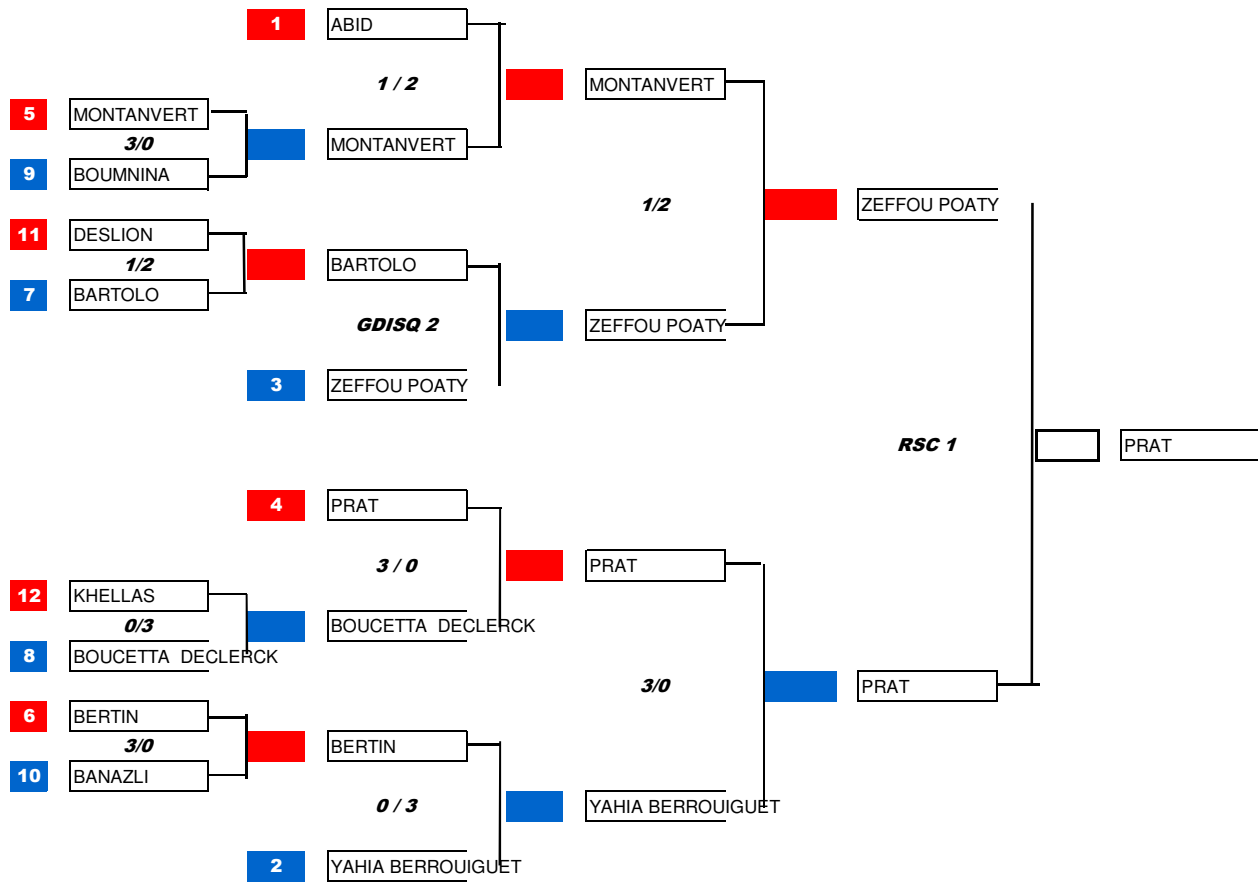 1 ABID
1 / 2
MONTANVERT
5 MONTANVERT
3/0
MONTANVERT
9 BOUMNINA
1/2
ZEFFOU POATY
11 DESLION
1/2
BARTOLO
7 BARTOLO
GDISQ 2
ZEFFOU POATY
3 ZEFFOU POATY
RSC 1
PRAT
4 PRAT
3 / 0
PRAT
12 KHELLAS
0/3
BOUCETTA DECLERCK
8 BOUCETTA DECLERCK
3/0
PRAT
6 BERTIN
3/0
BERTIN
10 BANAZLI
0 / 3
YAHIA BERROUIGUET
2 YAHIA BERROUIGUET